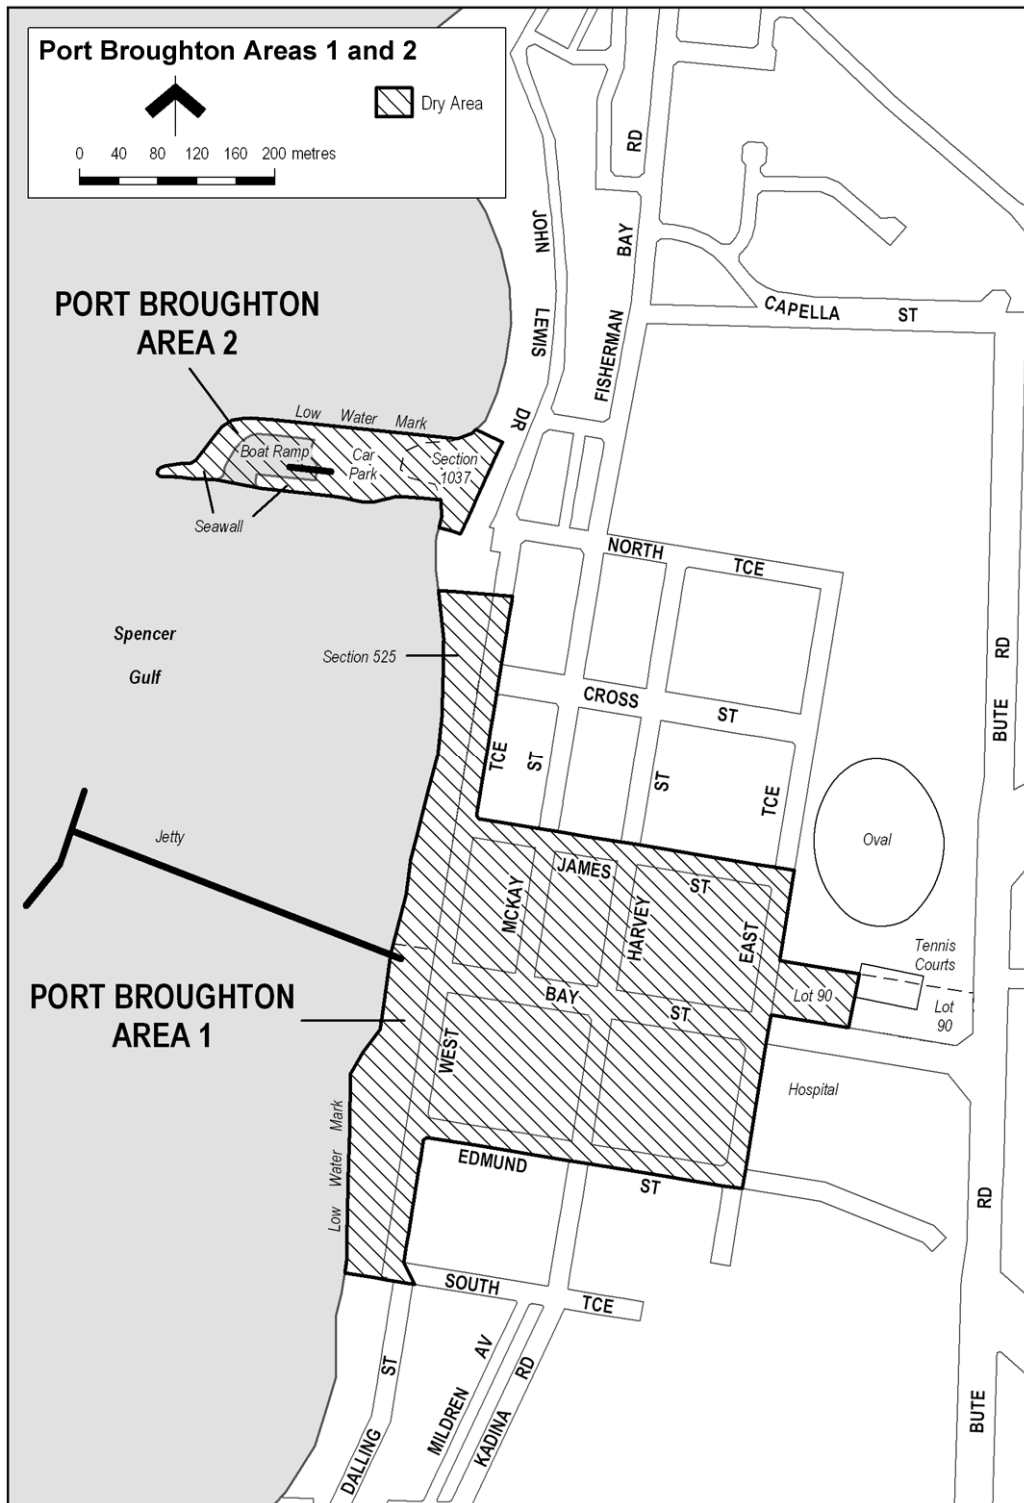 Port Broughton Areas 1 and 2
Dry Area
0 40 80 120 160 200 metres
RD
JOHN
BAY
LEWIS
FISHERMAN
CAPELLA ST
DR
PORT BROUGHTON
AREA 2
Low Water Mark
Boat Ramp
Car
Park
Section
1037
Seawall
NORTH TCE
Spencer
Gulf
Section 525
RD
BUTE
CROSS ST
TCE
ST
ST
TCE
Jetty
Oval
JAMES ST
MCKAY
HARVEY
EAST
Tennis
Courts
Lot 90
Lot
90
BAY ST
PORT BROUGHTON
AREA 1
WEST
Hospital
Low Water Mark
EDMUND ST
RD
SOUTH TCE
ST
AV
RD
DALLING
MILDREN
KADINA
BUTE